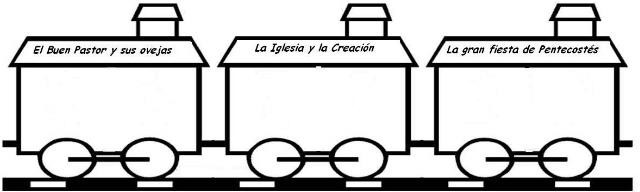 El Buen Pastor y sus ovejas
La Iglesia y la Creación
La gran fiesta de Pentecostés